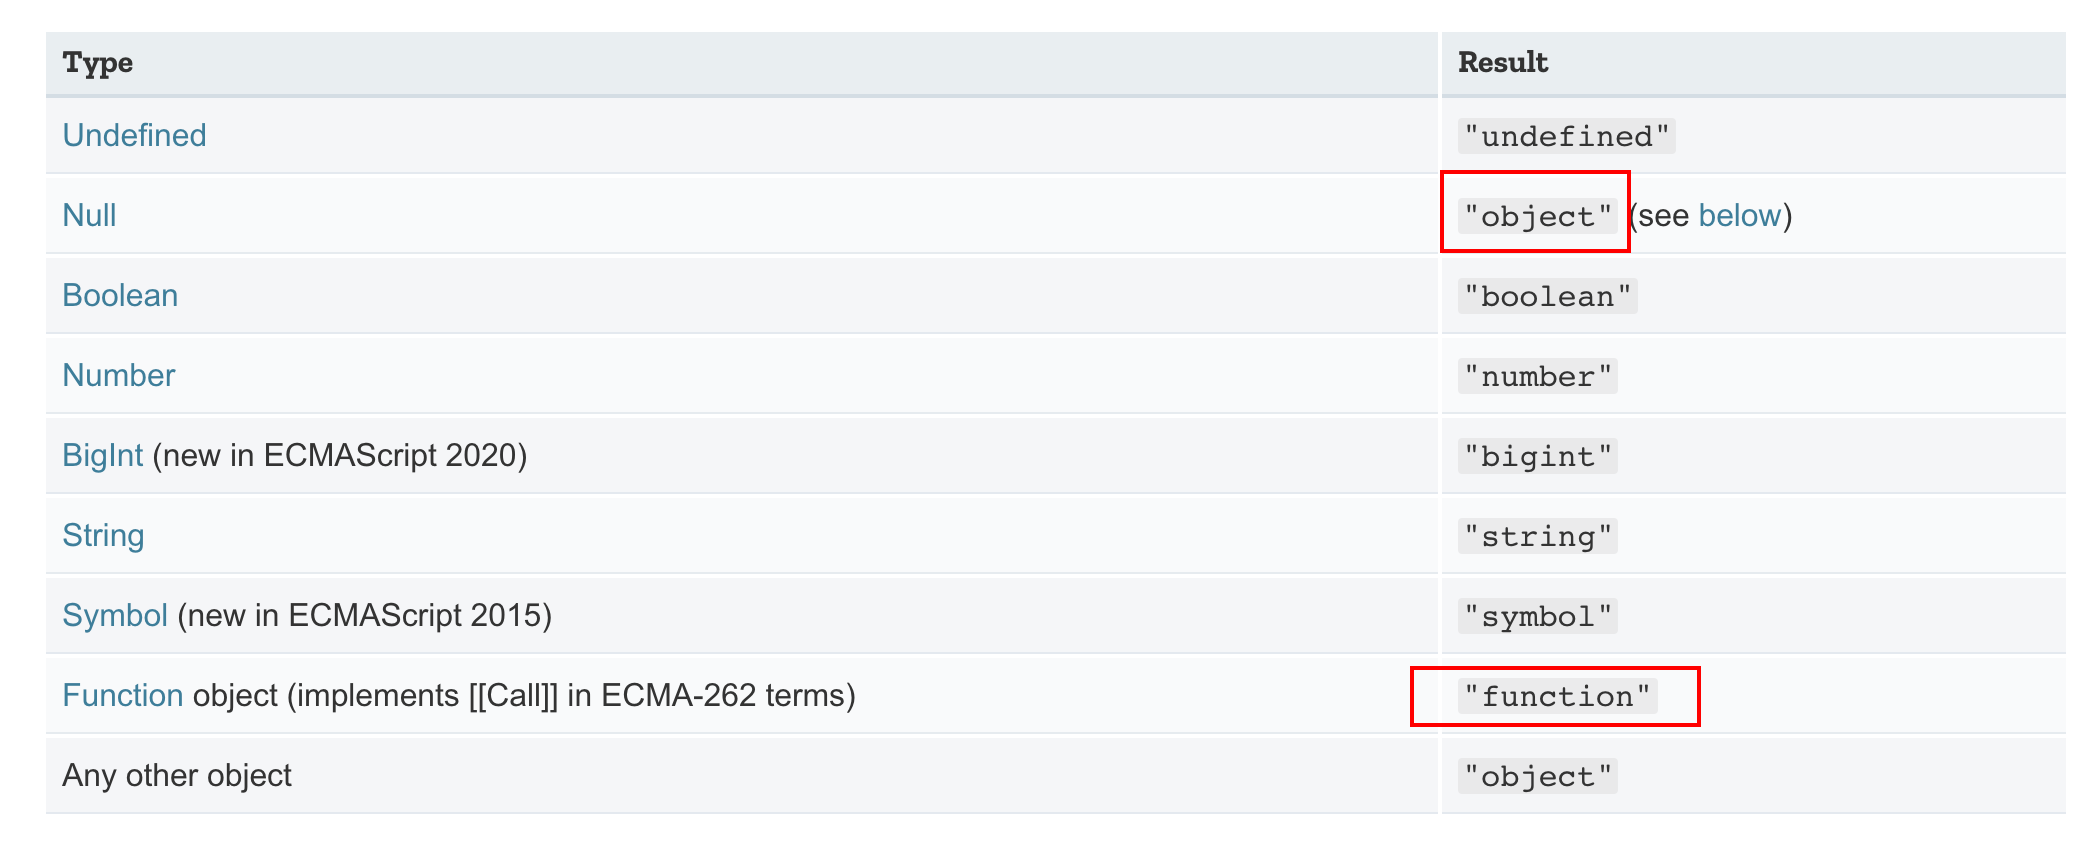 Type Result
Undefined "undefined"
Null "object" (see below)
Boolean "boolean"
Number "number"
BigInt (new in ECMAScript 2020) "bigint"
String "string"
Symbol (new in ECMAScript 2015) "symbol"
Function object (implements [[Call]] in ECMA-262 terms) "function"
Any other object "object"